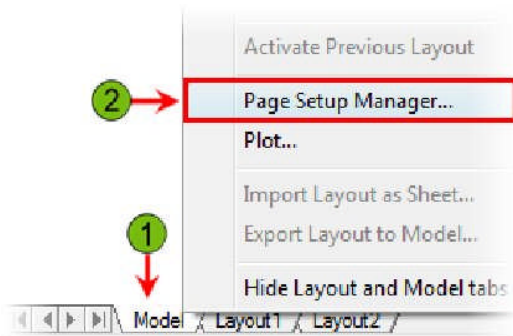 Activate Previous Layout
2
Page Setup Manager...
Plot...
Import Layout as Sheet...
1
Export Layout to Model...
Hide Layout and Model tabs
Model / Layout1 / Layout2 /